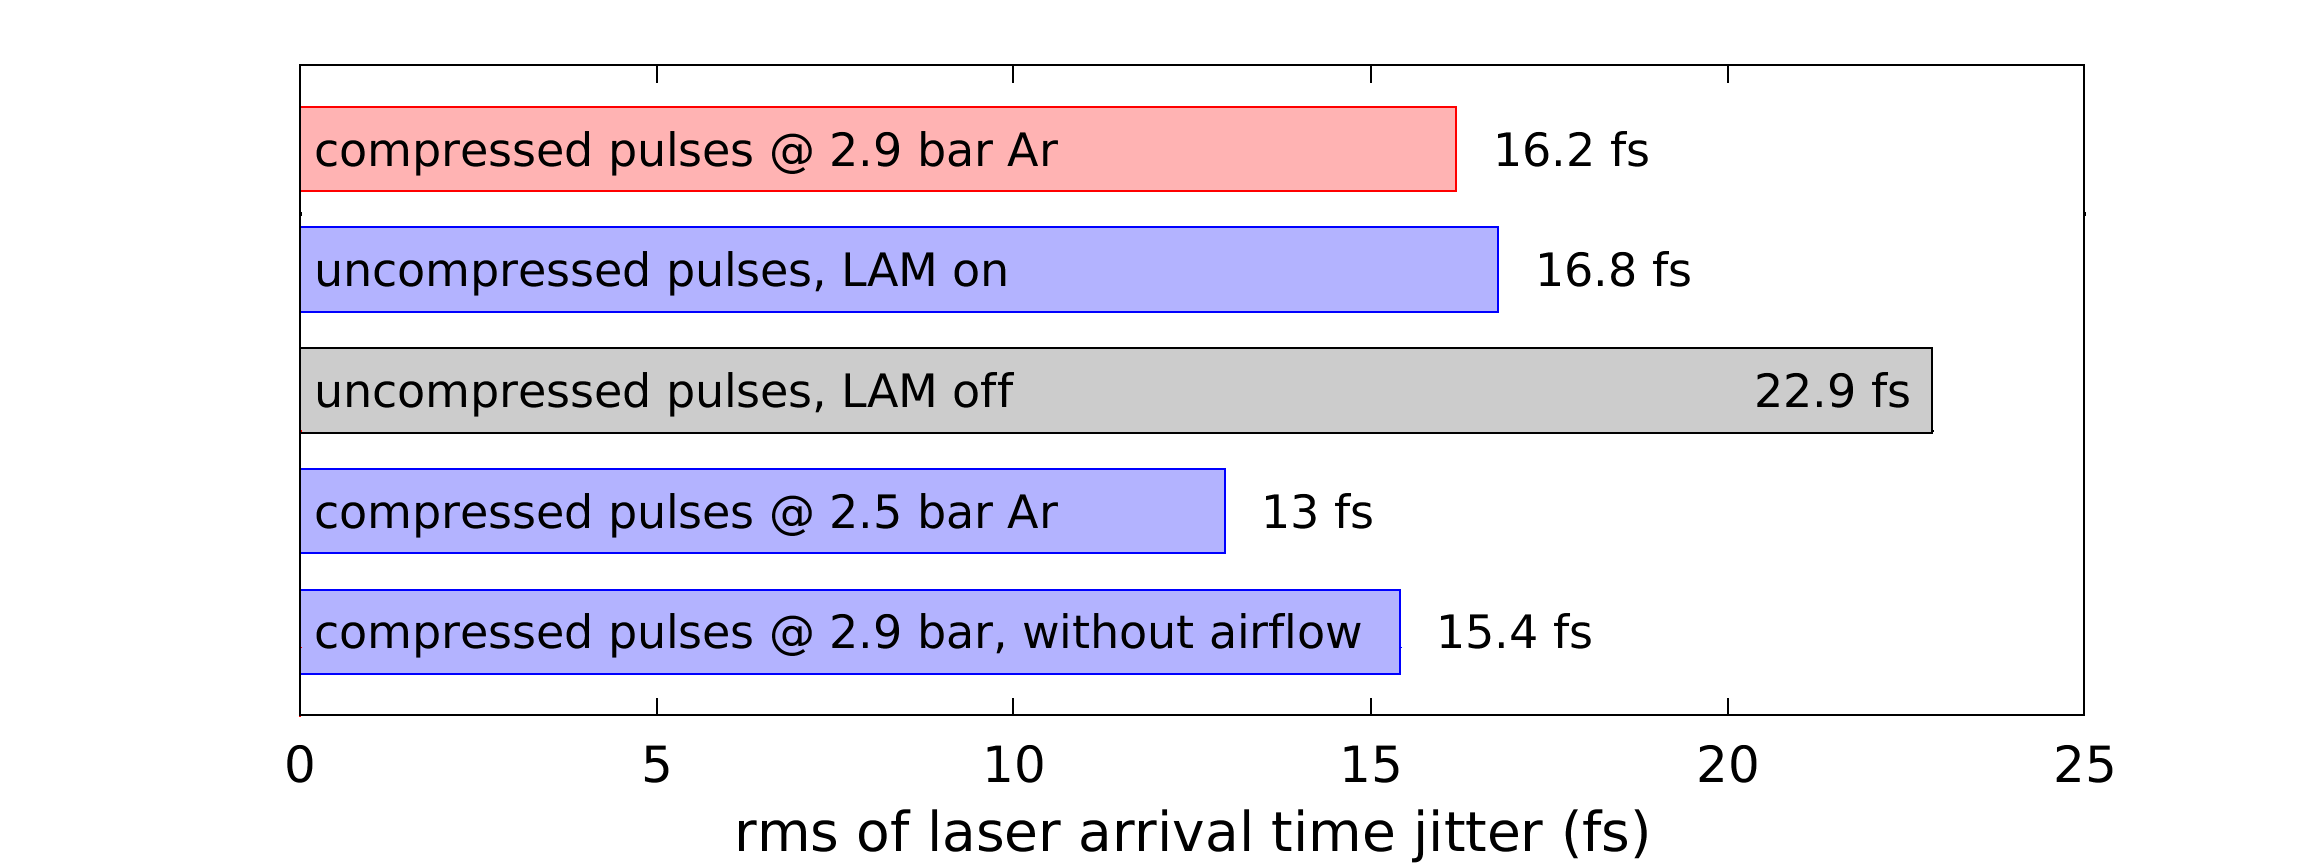 compressed pulses @ 2.9 bar Ar 16.2 fs
uncompressed pulses, LAM on 16.8 fs
uncompressed pulses, LAM off 22.9 fs
compressed pulses @ 2.5 bar Ar 13 fs
compressed pulses @ 2.9 bar, without airflow 15.4 fs
0 5 10 15 20 25
rms of laser arrival time jitter (fs)